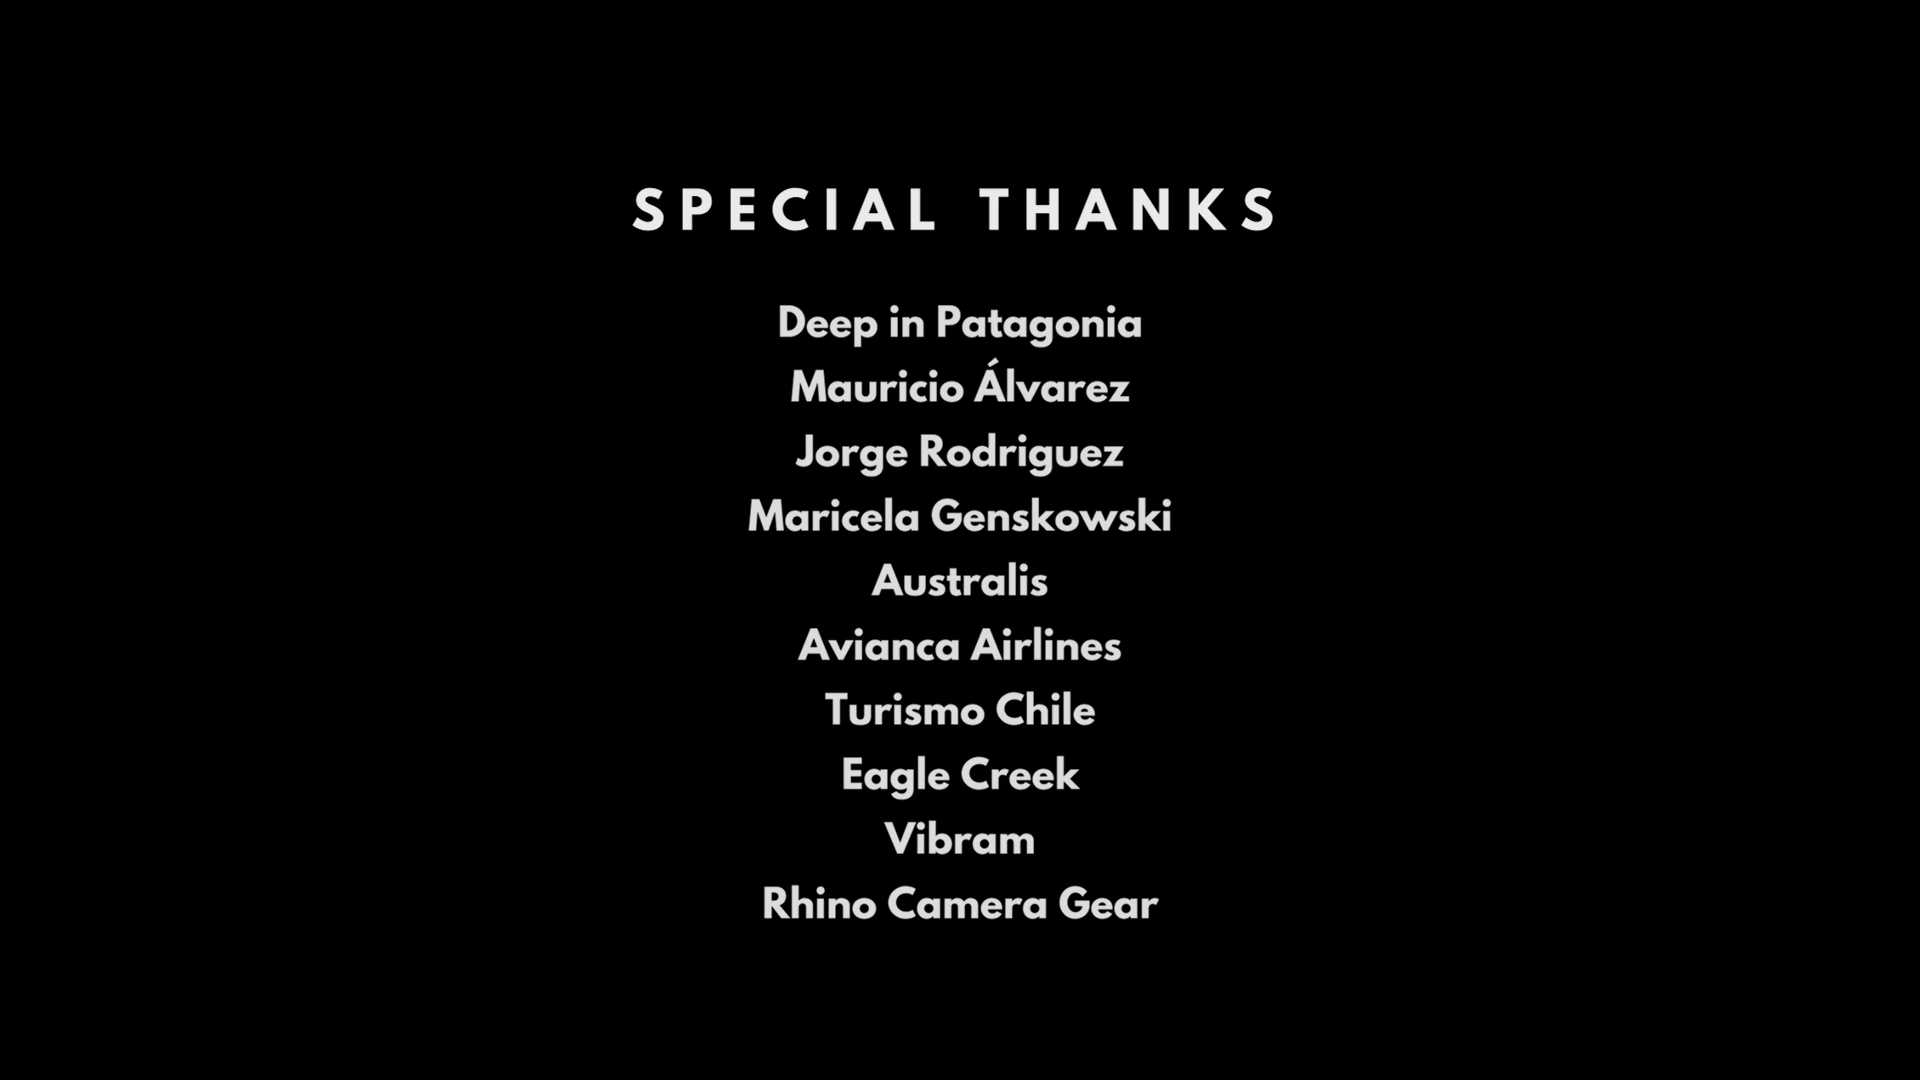 SPECIAL THANKS
Deep in Patagonia
Mauricio Álvarez
Jorge Rodriguez
Maricela Genskowski
Australis
Avianca Airlines
Turismo Chile
Eagle Creek
Vibram
Rhino Camera Gear